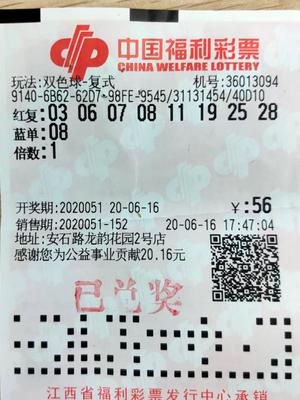 中国福利彩票
CHINA WELFARE LOTTERY
玩法:双色球-复式 机号:36013094
9140-6B62-62D7-98FE-9545/31131454/40D10
红复:03 06 07 08 11 19 25 28
蓝单:08
倍数:1
开奖期:2020051 20-06-16 ¥:56
销售期:2020051-152 20-06-16 17:47:04
地址:安石路龙韵花园2号店
感谢您为公益事业贡献20.16元
已兑奖
江西省福利彩票发行中心承销